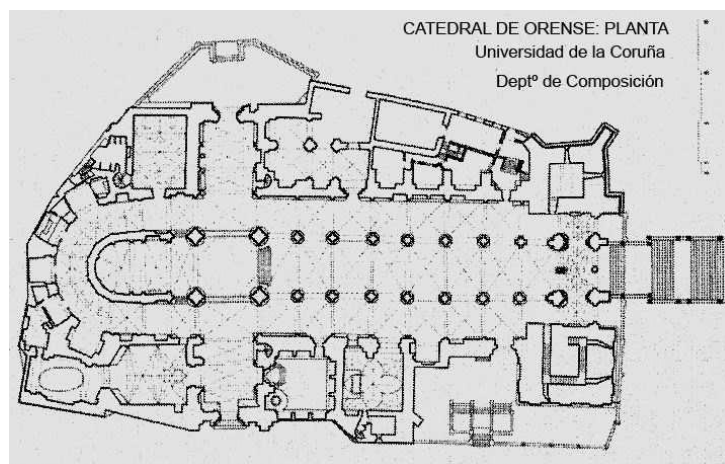 CATEDRAL DE ORENSE: PLANTA
Universidad de la Coruña
Deptº de Composición